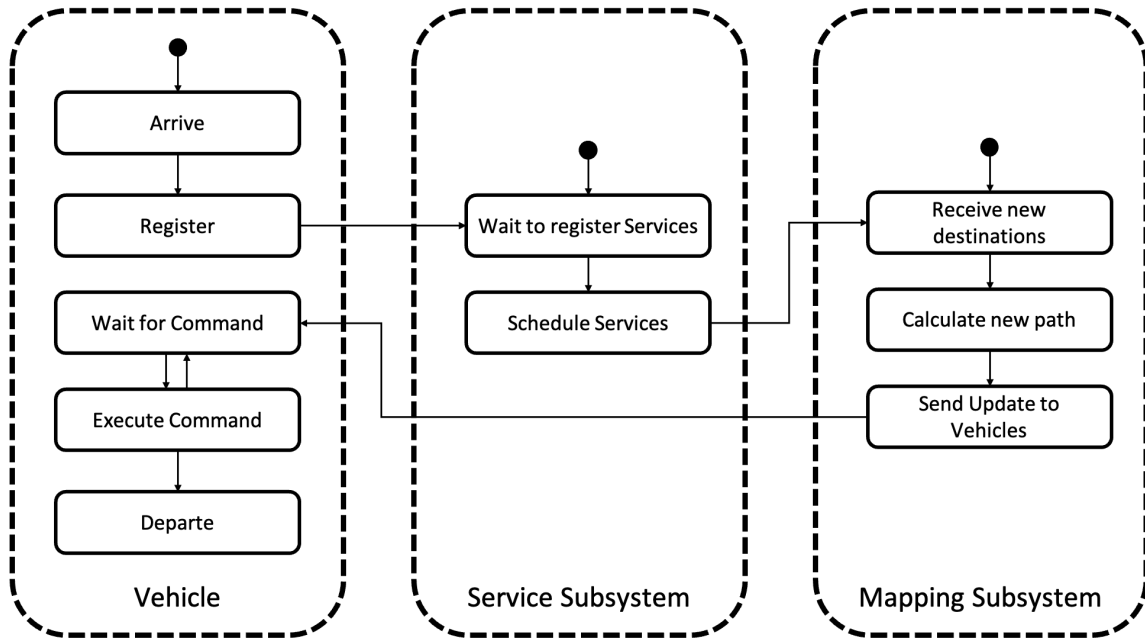 Arrive
Register
Wait for Command
Execute Command
Departe
Vehicle
Wait to register Services
Schedule Services
Service Subsystem
Receive new
destinations
Calculate new path
Send Update to
Vehicles
Mapping Subsystem